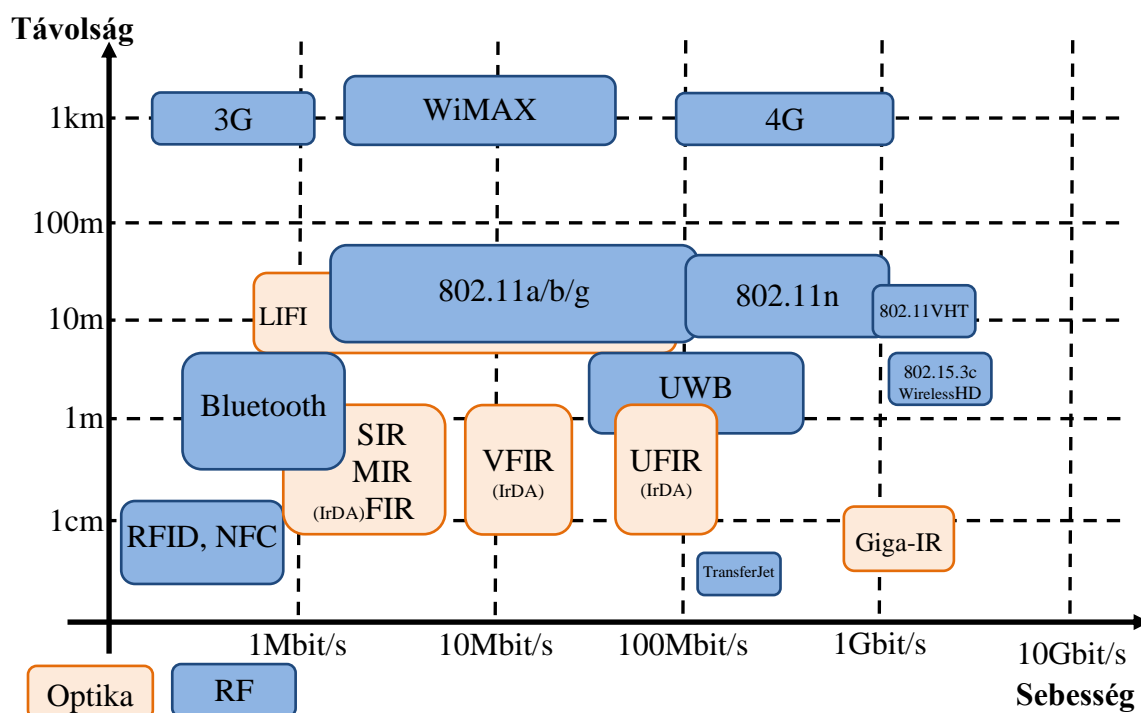 Távolság
3G
WiMAX
4G
1km
100m
802.11a/b/g
802.11n
802.11VHT
LIFI
10m
802.15.3c
WirelessHD
UWB
Bluetooth
1m
SIR
MIR
(IrDA)FIR
VFIR
(IrDA)
UFIR
(IrDA)
1cm
RFID, NFC
Giga-IR
TransferJet
1Mbit/s
10Mbit/s
100Mbit/s
1Gbit/s
10Gbit/s
Sebesség
Optika
RF